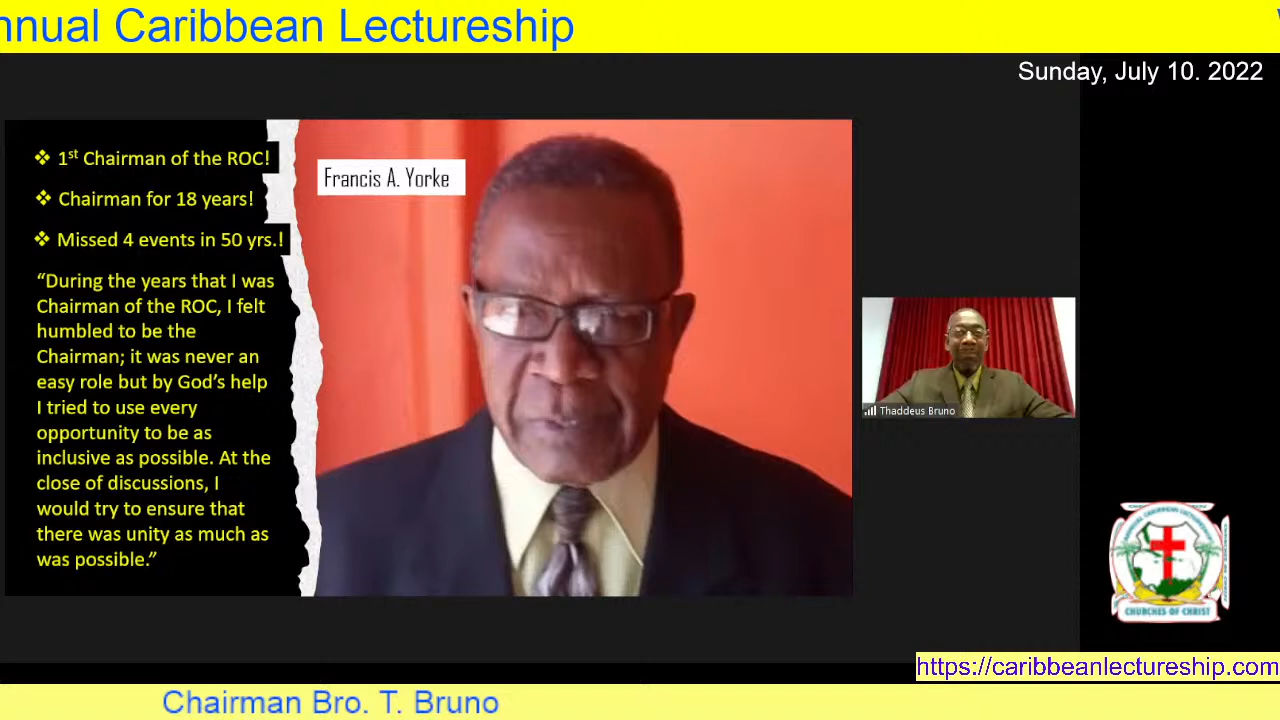 nnual Caribbean Lectureship
Sunday, July 10. 2022
❖ 1st Chairman of the ROC!
❖ Chairman for 18 years!
❖ Missed 4 events in 50 yrs.!
“During the years that I was
Chairman of the ROC, I felt
humbled to be the
Chairman; it was never an
easy role but by God’s help
I tried to use every
opportunity to be as
inclusive as possible. At the
close of discussions, I
would try to ensure that
there was unity as much as
was possible.”
Francis A. Yorke
Thaddeus Bruno
CHURCHES OF CHRIST
https://caribbeanlectureship.com
Chairman Bro. T. Bruno